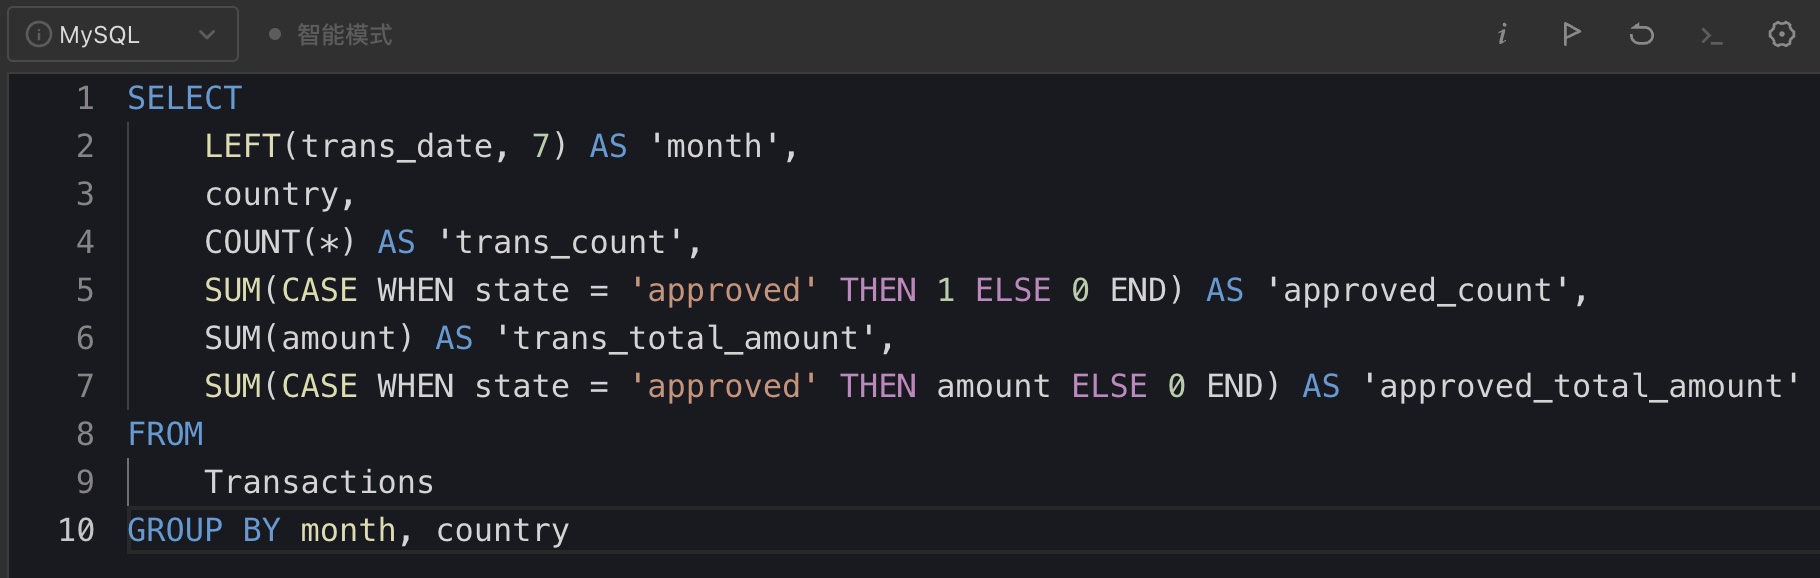 MySQL 智能模式
1 SELECT
2 LEFT(trans_date, 7) AS 'month',
3 country,
4 COUNT(*) AS 'trans_count',
5 SUM(CASE WHEN state = 'approved' THEN 1 ELSE 0 END) AS 'approved_count',
6 SUM(amount) AS 'trans_total_amount',
7 SUM(CASE WHEN state = 'approved' THEN amount ELSE 0 END) AS 'approved_total_amount'
8 FROM
9 Transactions
10 GROUP BY month, country